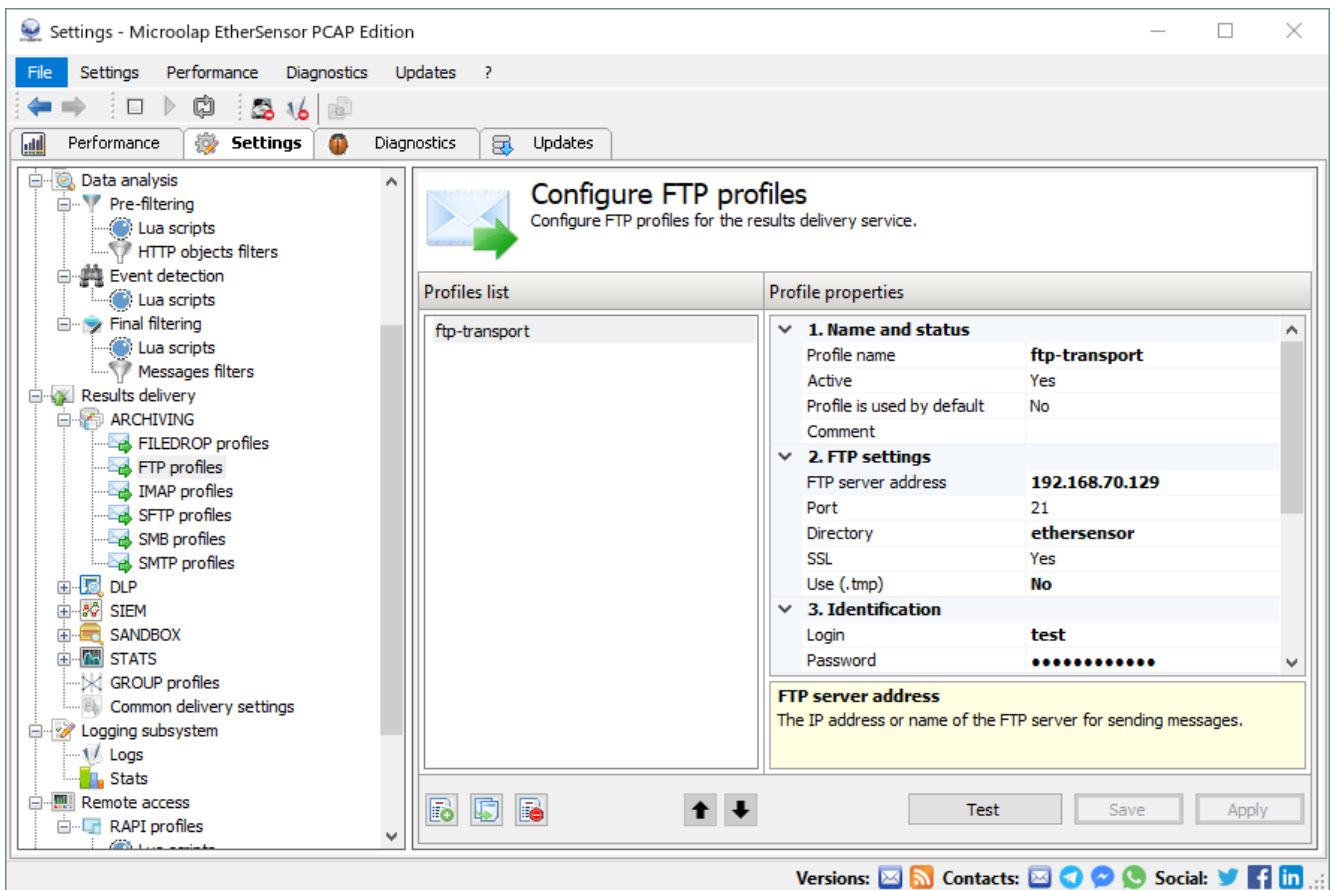 Settings - Microolap EtherSensor PCAP Edition
File Settings Performance Diagnostics Updates ?
Performance Settings Diagnostics Updates
Data analysis
Pre-filtering
Lua scripts
HTTP objects filters
Event detection
Lua scripts
Final filtering
Lua scripts
Messages filters
Results delivery
ARCHIVING
FILEDROP profiles
FTP profiles
IMAP profiles
SFTP profiles
SMB profiles
SMTP profiles
DLP
SIEM
SANDBOX
STATS
GROUP profiles
Common delivery settings
Logging subsystem
Logs
Stats
Remote access
RAPI profiles
Lua scripts
Configure FTP profiles
Configure FTP profiles for the results delivery service.
Profiles list
ftp-transport
Profile properties
1. Name and status
Profile name ftp-transport
Active Yes
Profile is used by default No
Comment
2. FTP settings
FTP server address 192.168.70.129
Port 21
Directory ethersensor
SSL Yes
Use (.tmp) No
3. Identification
Login test
Password ●●●●●●●●●●●●
FTP server address
The IP address or name of the FTP server for sending messages.
Test Save Apply
Versions: Contacts: Social: